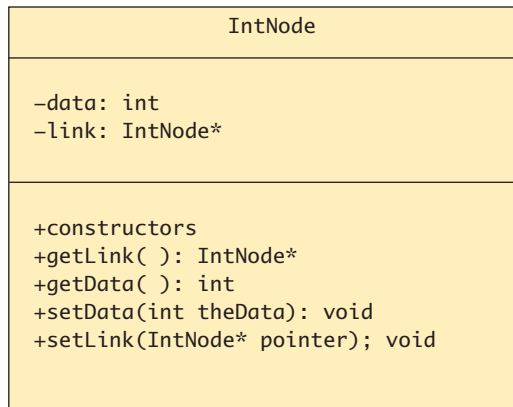 IntNode
–data: int
–link: IntNode*
+constructors
+getLink( ): IntNode*
+getData( ): int
+setData(int theData): void
+setLink(IntNode* pointer); void